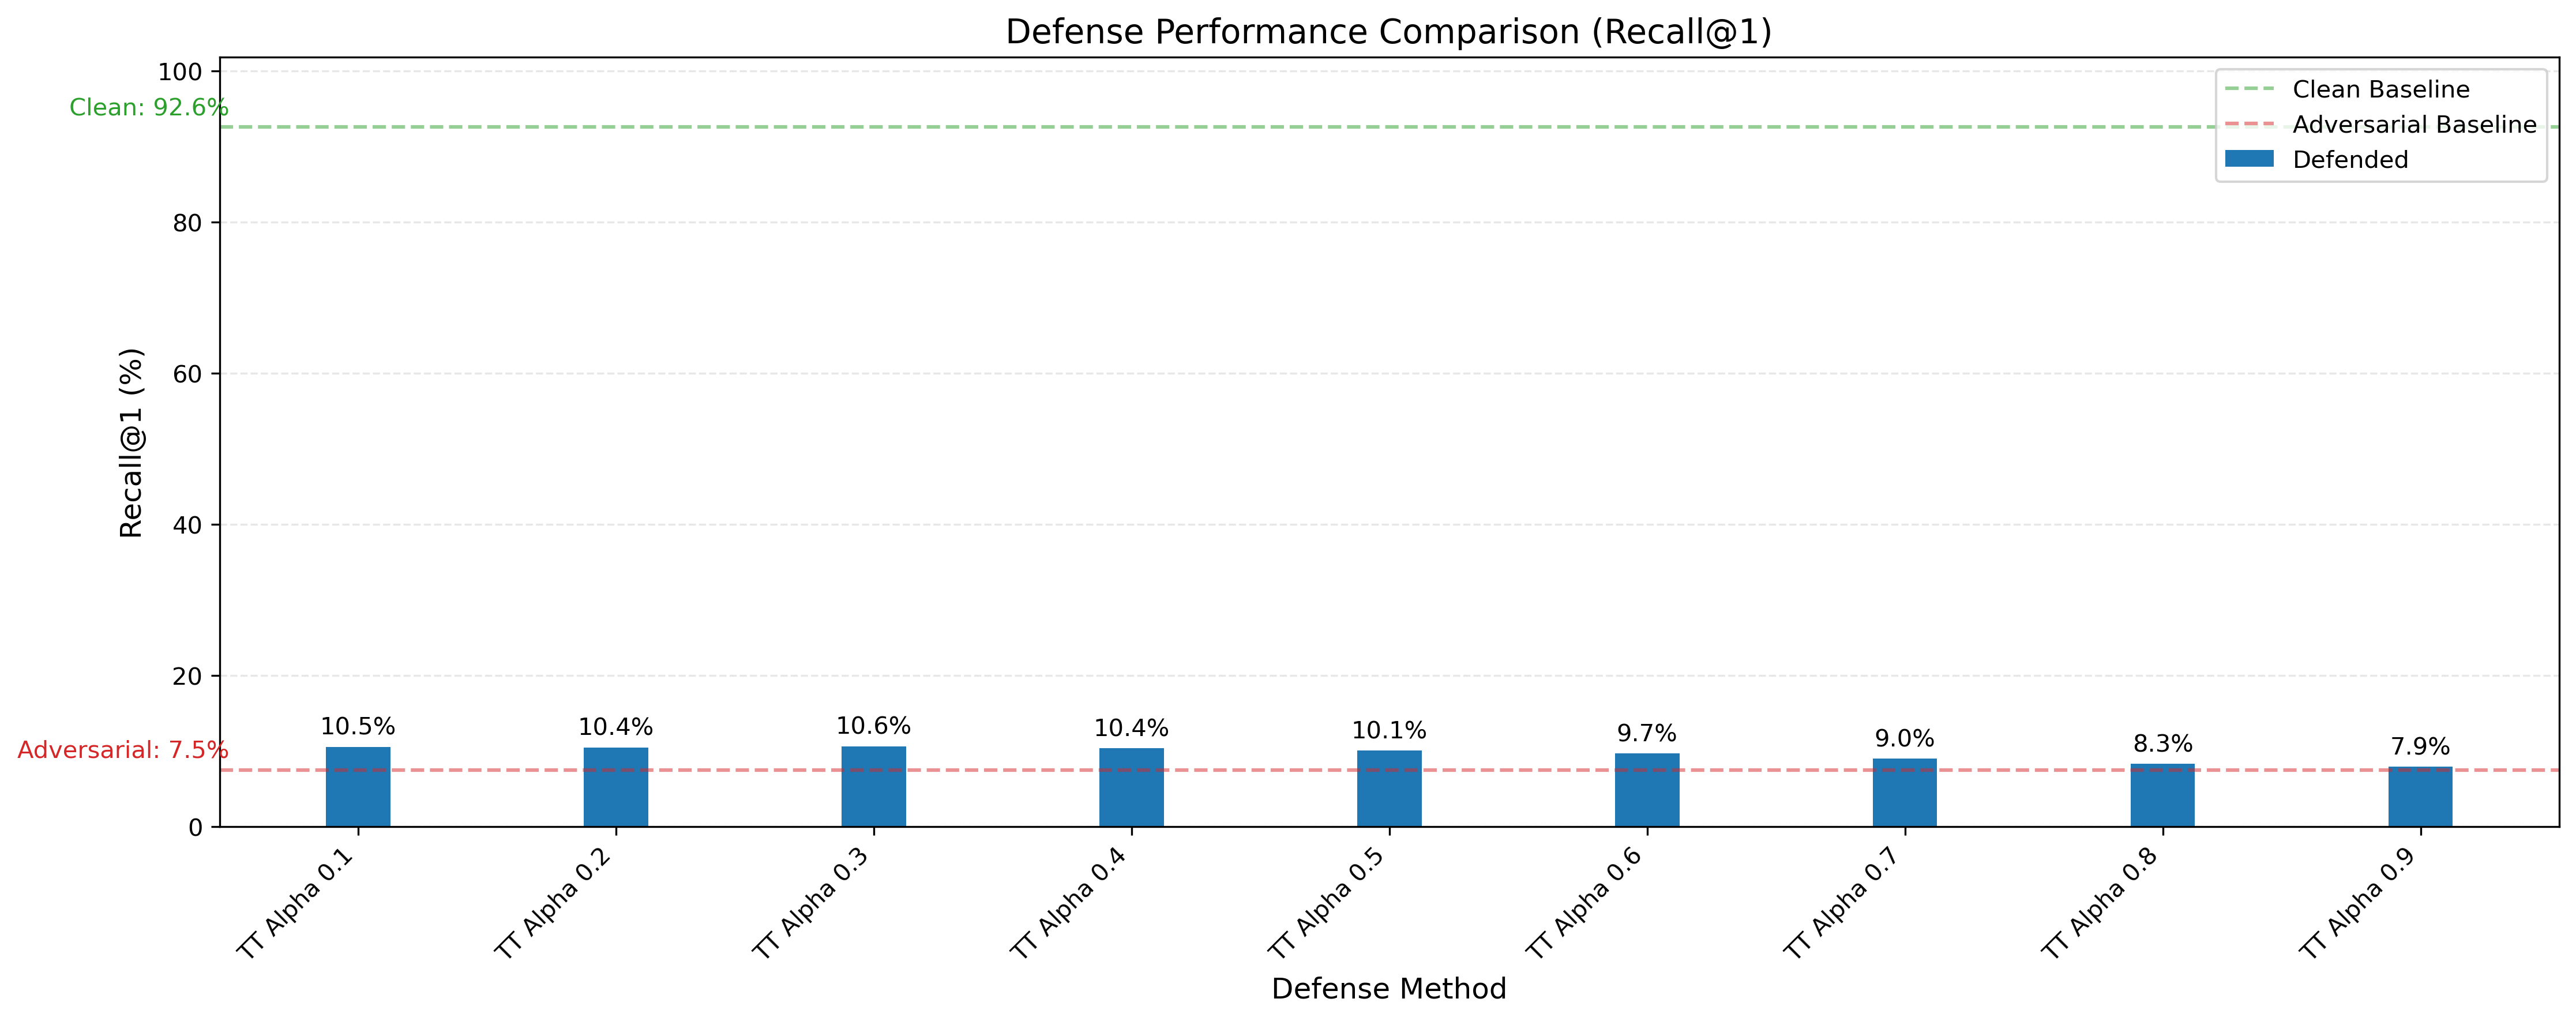 Defense Performance Comparison (Recall@1)
100
Clean: 92.6%
80
60
40
20
Adversarial: 7.5%
0
Recall@1 (%)
Clean Baseline
Adversarial Baseline
Defended
10.5%
10.4%
10.6%
10.4%
10.1%
9.7%
9.0%
8.3%
7.9%
TT Alpha 0.1
TT Alpha 0.2
TT Alpha 0.3
TT Alpha 0.4
TT Alpha 0.5
TT Alpha 0.6
TT Alpha 0.7
TT Alpha 0.8
TT Alpha 0.9
Defense Method